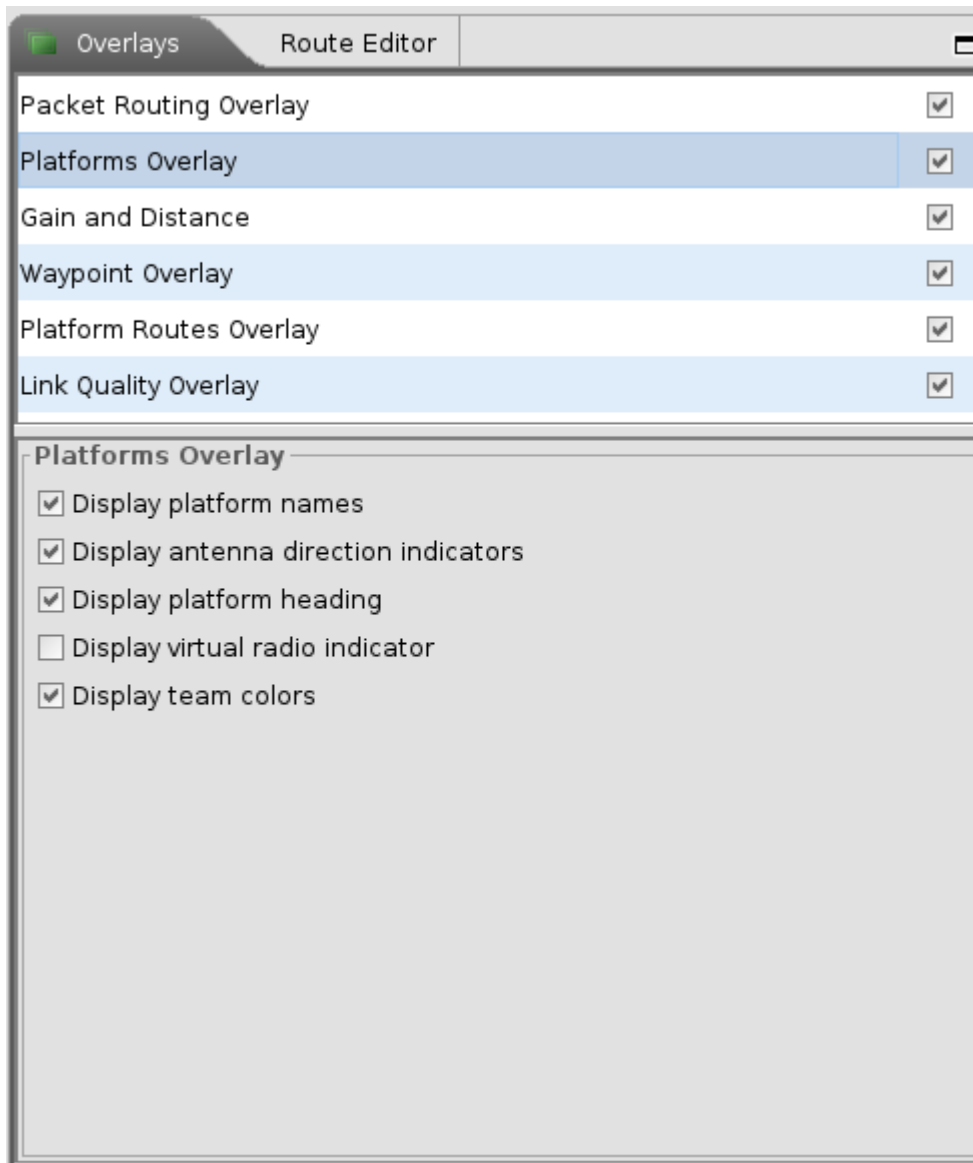 Overlays Route Editor
Packet Routing Overlay
Platforms Overlay
Gain and Distance
Waypoint Overlay
Platform Routes Overlay
Link Quality Overlay
Platforms Overlay
Display platform names
Display antenna direction indicators
Display platform heading
Display virtual radio indicator
Display team colors